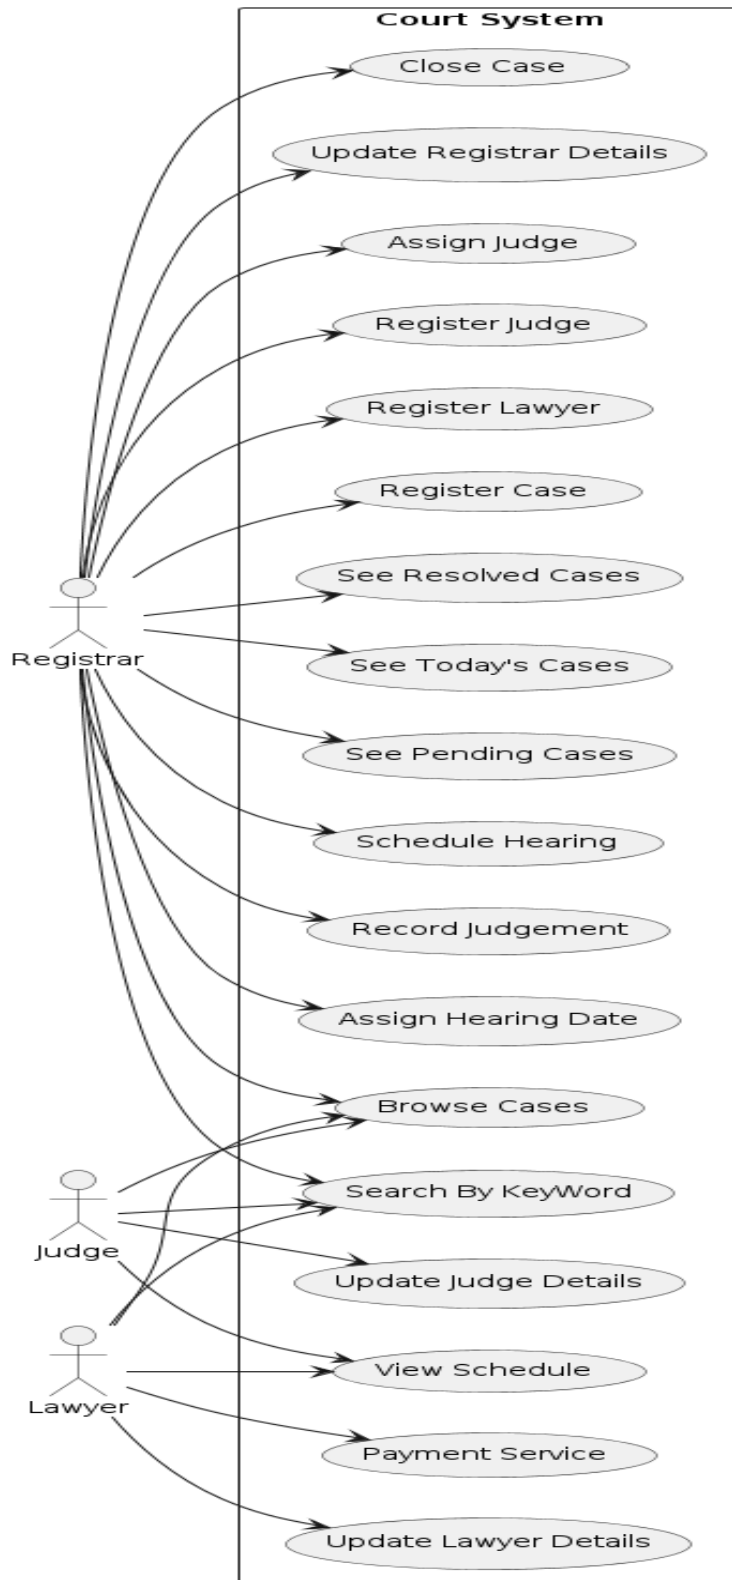 Court System
Close Case
Update Registrar Details
Assign Judge
Register Judge
Register Lawyer
Register Case
See Resolved Cases
Registrar
See Today's Cases
See Pending Cases
Schedule Hearing
Record Judgement
Assign Hearing Date
Browse Cases
Search By KeyWord
Judge
Update Judge Details
View Schedule
Lawyer
Payment Service
Update Lawyer Details